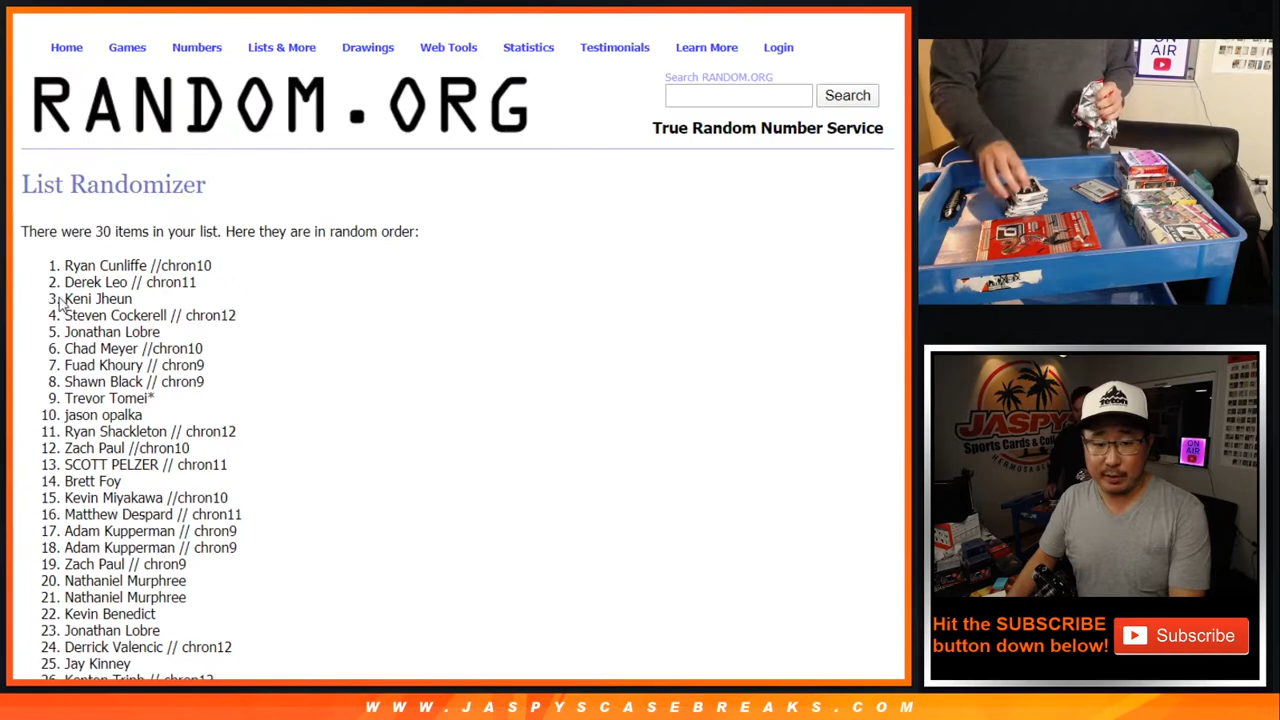 Home Games Numbers Lists & More Drawings Web Tools Statistics Testimonials Learn More Login
RANDOM.ORG
Search RANDOM.ORG
Search
True Random Number Service
List Randomizer
There were 30 items in your list. Here they are in random order:
1. Ryan Cunliffe //chron10
2. Derek Leo // chron11
3. Keni Jheun
4. Steven Cockerell // chron12
5. Jonathan Lobre
6. Chad Meyer //chron10
7. Fuad Khoury // chron9
8. Shawn Black // chron9
9. Trevor Tomei*
10. jason opalka
11. Ryan Shackleton // chron12
12. Zach Paul //chron10
13. SCOTT PELZER // chron11
14. Brett Foy
15. Kevin Miyakawa //chron10
16. Matthew Despard // chron11
17. Adam Kupperman // chron9
18. Adam Kupperman // chron9
19. Zach Paul // chron9
20. Nathaniel Murphree
21. Nathaniel Murphree
22. Kevin Benedict
23. Jonathan Lobre
24. Derrick Valencic // chron12
25. Jay Kinney
26. Kenton Trinh // chron12
ON
AIR
JASPY'S
Sports Cards &
HERMOSA
teton
ON
AIR
Hit the SUBSCRIBE
button down below!
Subscribe
WWW.JASPYSCASEBREAKS.COM